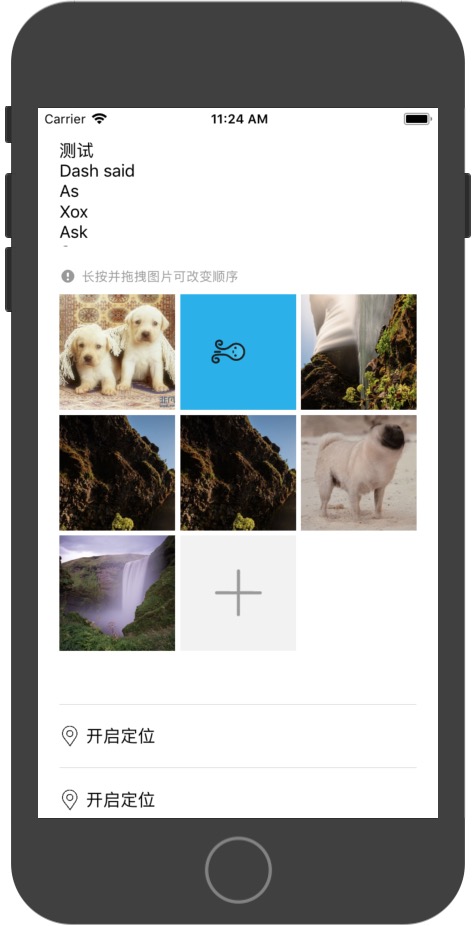 Carrier
11:24 AM
测试
Dash said
As
Xox
Ask
长按并拖拽图片可改变顺序
开启定位
开启定位